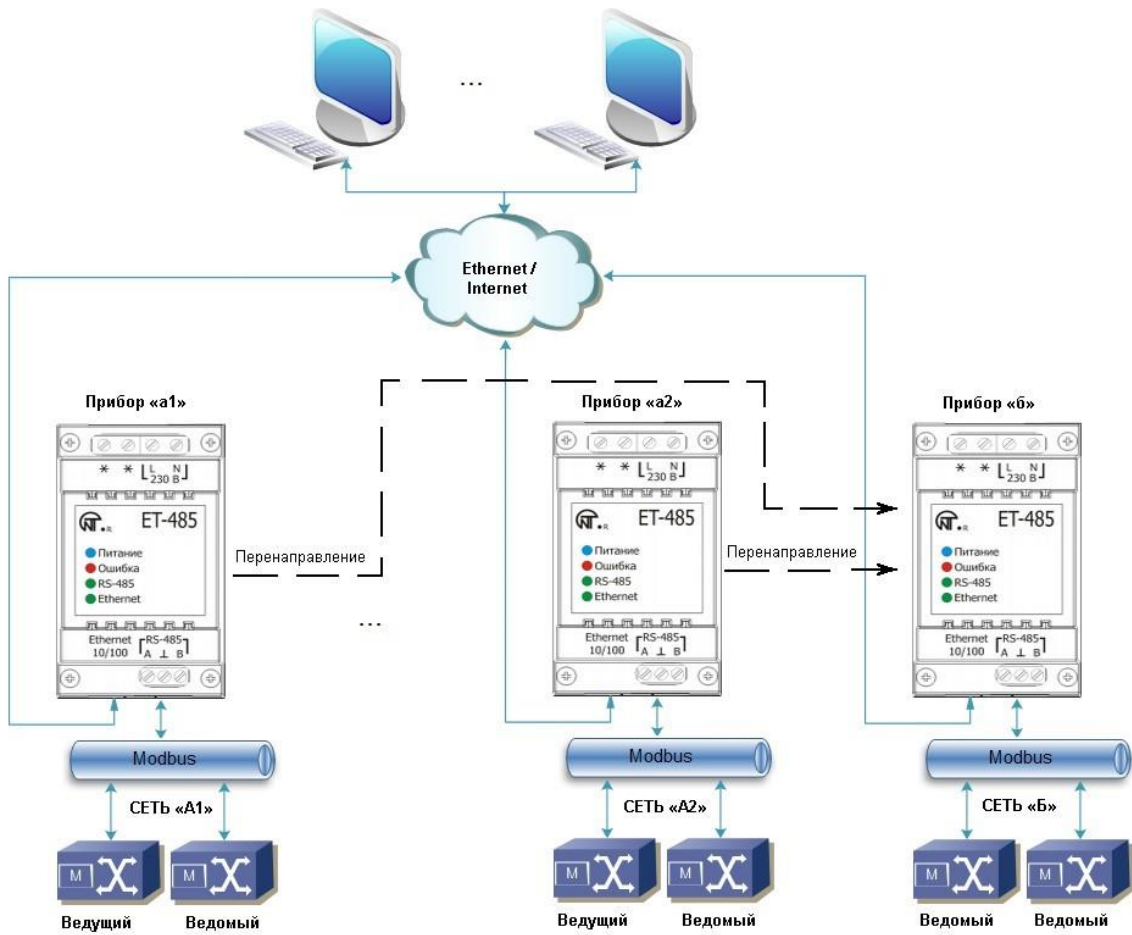 ...
Ethernet /
Internet
Прибор «а1»
Прибор «а2»
Прибор «б»
* * L N
230 В
* * L N
230 В
* * L N
230 В
NT.R ET-485
NT.R ET-485
NT.R ET-485
Питание
Ошибка
RS-485
Ethernet
Перенаправление
Питание
Ошибка
RS-485
Ethernet
Перенаправление
Питание
Ошибка
RS-485
Ethernet
...
Ethernet RS-485
10/100 A ⊥ B
Ethernet RS-485
10/100 A ⊥ B
Ethernet RS-485
10/100 A ⊥ B
Modbus
Modbus
Modbus
СЕТЬ «А1»
СЕТЬ «А2»
СЕТЬ «Б»
M
M
M
M
M
M
Ведущий
Ведомый
Ведущий
Ведомый
Ведомый
Ведомый